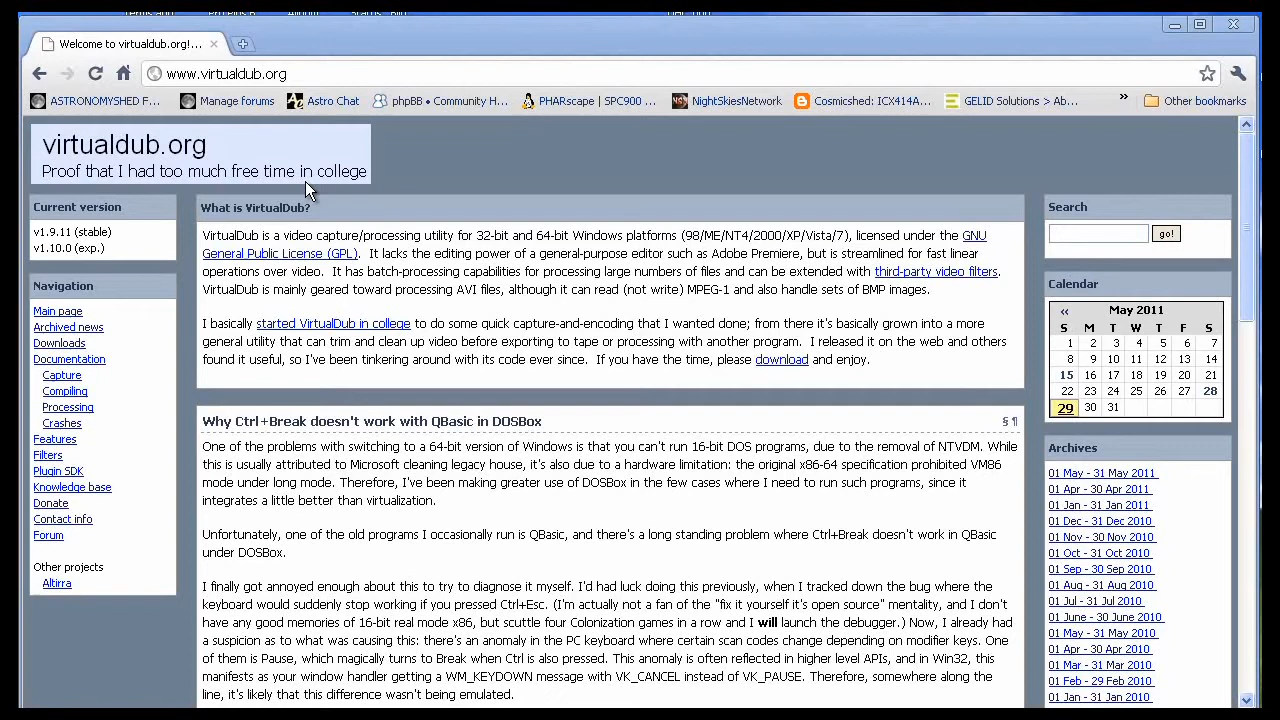 Welcome to virtualdub.org!...
www.virtualdub.org
ASTRONOMYSHED F... Manage forums Astro Chat phpBB • Community H... PHARscape | SPC900 ... NightSkiesNetwork Cosmicshed: IC0414A... GELID Solutions > Ab... » Other bookmarks
virtualdub.org
Proof that I had too much free time in college
Current version
v1.9.11 (stable)
v1.10.0 (exp.)
Navigation
Main page
Archived news
Downloads
Documentation
Capture
Compiling
Processing
Crashes
Features
Filters
Plugin SDK
Knowledge base
Donate
Contact info
Forum
Other projects
Altirra
What is VirtualDub?
VirtualDub is a video capture/processing utility for 32-bit and 64-bit Windows platforms (98/ME/NT4/2000/XP/Vista/7), licensed under the GNU
General Public License (GPL). It lacks the editing power of a general-purpose editor such as Adobe Premiere, but is streamlined for fast linear
operations over video. It has batch-processing capabilities for processing large numbers of files and can be extended with third-party video filters.
VirtualDub is mainly geared toward processing AVI files, although it can read (not write) MPEG-1 and also handle sets of BMP images.
I basically started VirtualDub in college to do some quick capture-and-encoding that I wanted done; from there it's basically grown into a more
general utility that can trim and clean up video before exporting to tape or processing with another program. I released it on the web and others
found it useful, so I've been tinkering around with its code ever since. If you have the time, please download and enjoy.
Why Ctrl+Break doesn't work with QBasic in DOSBox § ¶
One of the problems with switching to a 64-bit version of Windows is that you can't run 16-bit DOS programs, due to the removal of NTVDM. While
this is usually attributed to Microsoft cleaning legacy house, it's also due to a hardware limitation: the original x86-64 specification prohibited VM86
mode under long mode. Therefore, I've been making greater use of DOSBox in the few cases where I need to run such programs, since it
integrates a little better than virtualization.
Unfortunately, one of the old programs I occasionally run is QBasic, and there's a long standing problem where Ctrl+Break doesn't work in QBasic
under DOSBox.
I finally got annoyed enough about this to try to diagnose it myself. I'd had luck doing this previously, when I tracked down the bug where the
keyboard would suddenly stop working if you pressed Ctrl+Esc. (I'm actually not a fan of the "fix it yourself it's open source" mentality, and I don't
have any good memories of 16-bit real mode x86, but scuttle four Colonization games in a row and I will launch the debugger.) Now, I already had
a suspicion as to what was causing this: there's an anomaly in the PC keyboard where certain scan codes change depending on modifier keys. One
of them is Pause, which magically turns to Break when Ctrl is also pressed. This anomaly is often reflected in higher level APIs, and in Win32, this
manifests as your window handler getting a WM_KEYDOWN message with VK_CANCEL instead of VK_PAUSE. Therefore, somewhere along the
line, it's likely that this difference wasn't being emulated.
Search
go!
Calendar
« May 2011
S M T W T F S
1 2 3 4 5 6 7
8 9 10 11 12 13 14
15 16 17 18 19 20 21
22 23 24 25 26 27 28
29 30 31
Archives
01 May - 31 May 2011
01 Apr - 30 Apr 2011
01 Jan - 31 Jan 2011
01 Dec - 31 Dec 2010
01 Nov - 30 Nov 2010
01 Oct - 31 Oct 2010
01 Sep - 30 Sep 2010
01 Aug - 31 Aug 2010
01 Jul - 31 Jul 2010
01 June - 30 June 2010
01 May - 31 May 2010
01 Apr - 30 Apr 2010
01 Mar - 31 Mar 2010
01 Feb - 29 Feb 2010
01 Jan - 31 Jan 2010